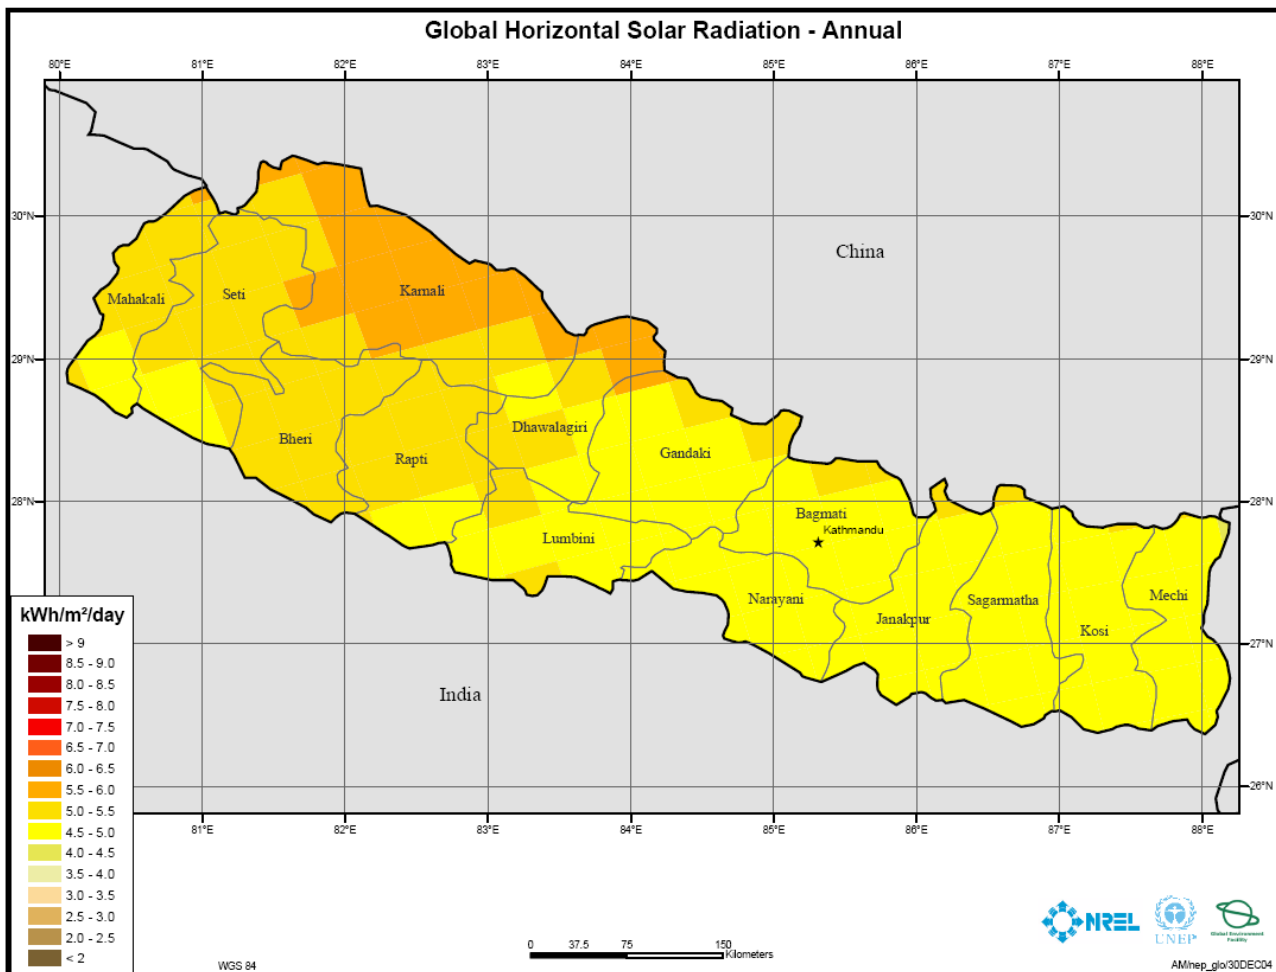 Global Horizontal Solar Radiation - Annual
80°E 81°E 82°E 83°E 84°E 85°E 86°E 87°E 88°E
30°N 30°N
China
Karnali
Mahakali Seti
29°N 29°N
Dhawalagiri
Bheri
Gandaki
Rapti
28°N 28°N
Bagmati
Kathmandu
Lumbini
Narayani Sagarmatha Mechi
Janakpur Kosi
27°N 27°N
India
26°N 26°N
81°E 82°E 83°E 84°E 85°E 86°E 87°E 88°E
kWh/m²/day
> 9
8.5 - 9.0
8.0 - 8.5
7.5 - 8.0
7.0 - 7.5
6.5 - 7.0
6.0 - 6.5
5.5 - 6.0
5.0 - 5.5
4.5 - 5.0
4.0 - 4.5
3.5 - 4.0
3.0 - 3.5
2.5 - 3.0
2.0 - 2.5
< 2
WGS 84
0 37.5 75 150
Kilometers
NREL
UNEP
Global Environment
Facility
AM/nep_glo/30DEC04